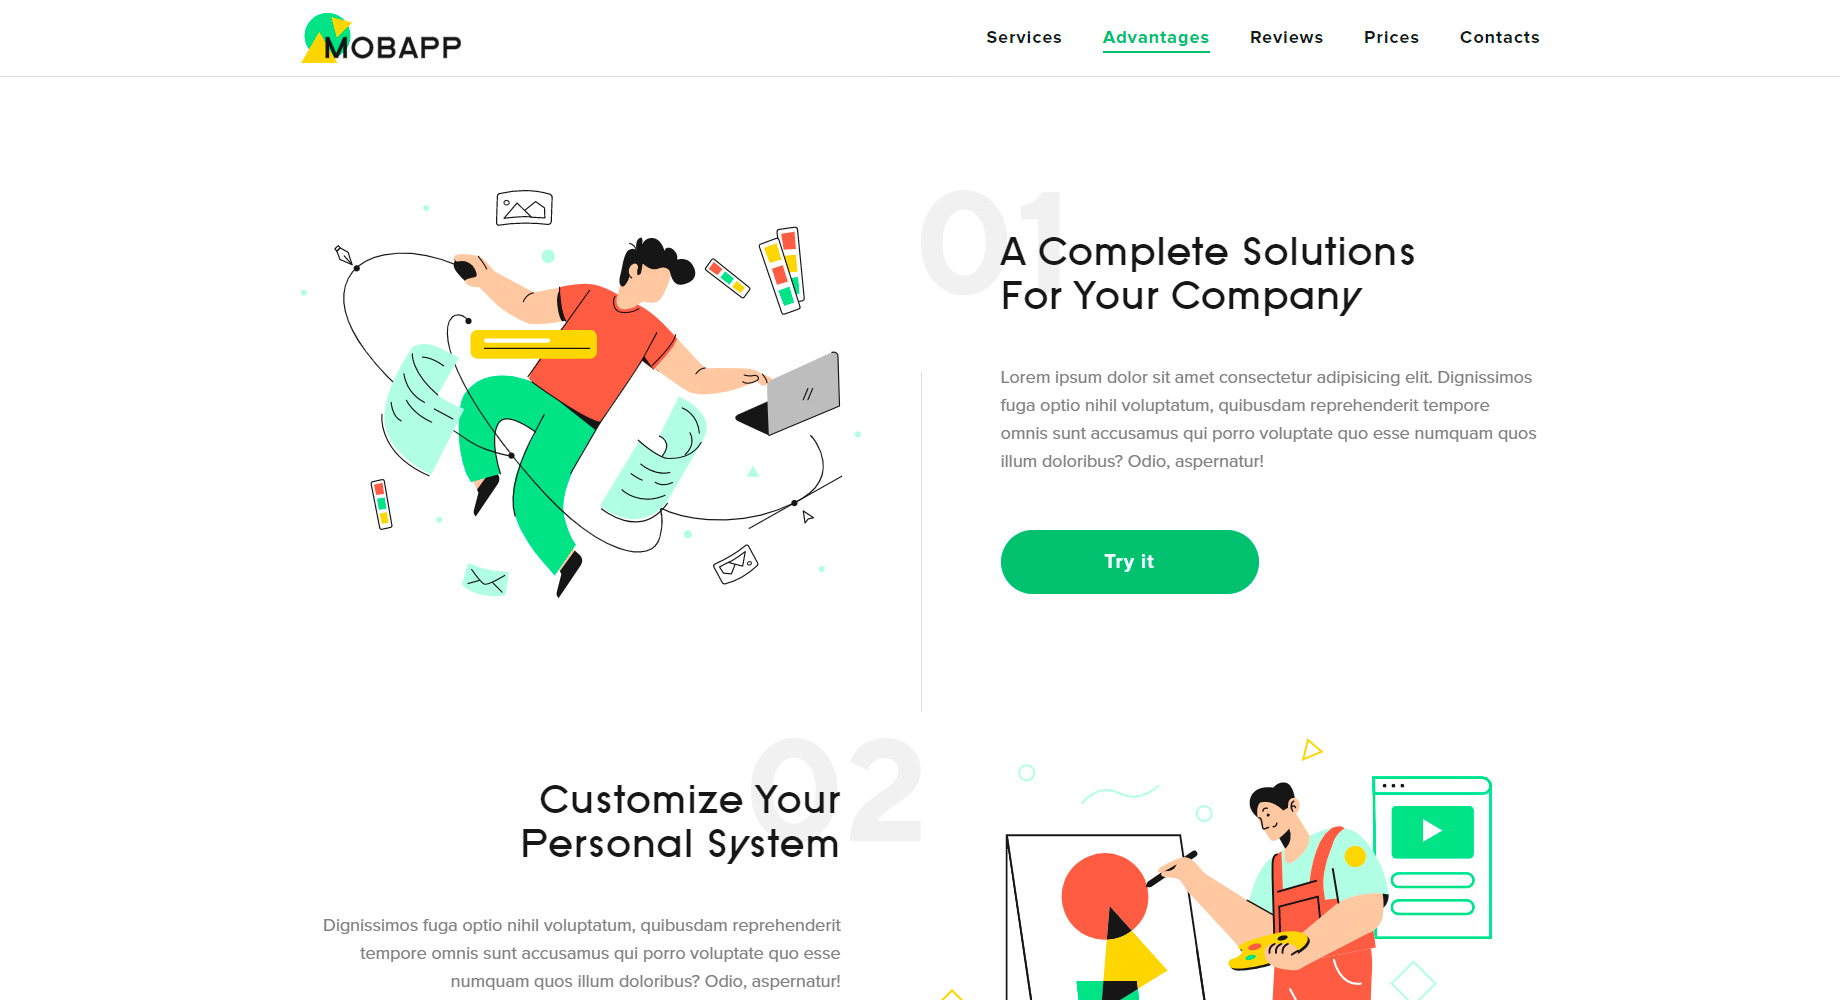 MOBAPP
Services
Advantages
Reviews
Prices
Contacts
01
A Complete Solutions
For Your Company
Lorem ipsum dolor sit amet consectetur adipisicing elit. Dignissimos
fuga optio nihil voluptatum, quibusdam reprehenderit tempore
omnis sunt accusamus qui porro voluptate quo esse numquam quos
illum doloribus? Odio, aspernatur!
Try it
02
Customize Your
Personal System
Dignissimos fuga optio nihil voluptatum, quibusdam reprehenderit
tempore omnis sunt accusamus qui porro voluptate quo esse
numquam quos illum doloribus? Odio, aspernatur!